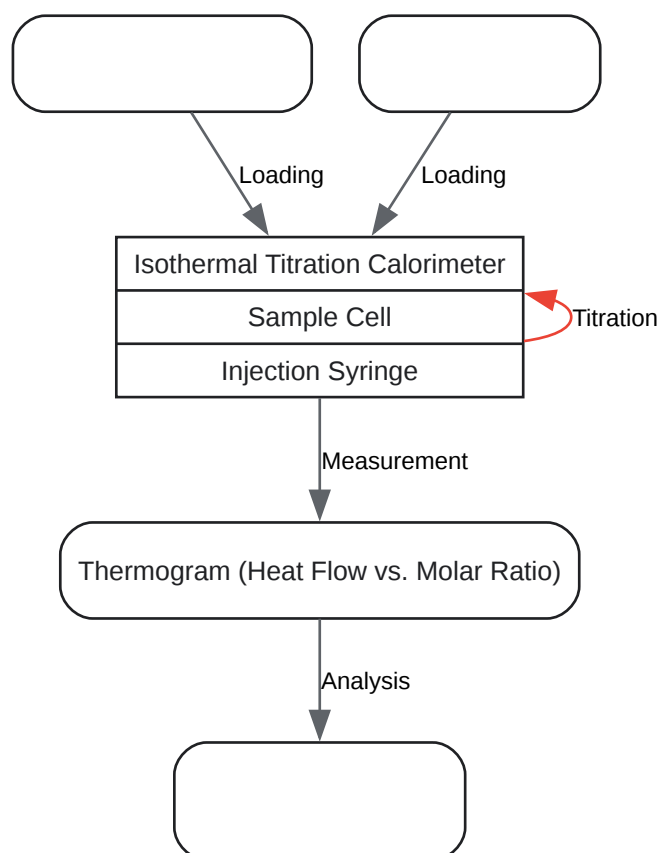 Loading
Loading
Isothermal Titration Calorimeter
Sample Cell
Titration
Injection Syringe
Measurement
Thermogram (Heat Flow vs. Molar Ratio)
Analysis